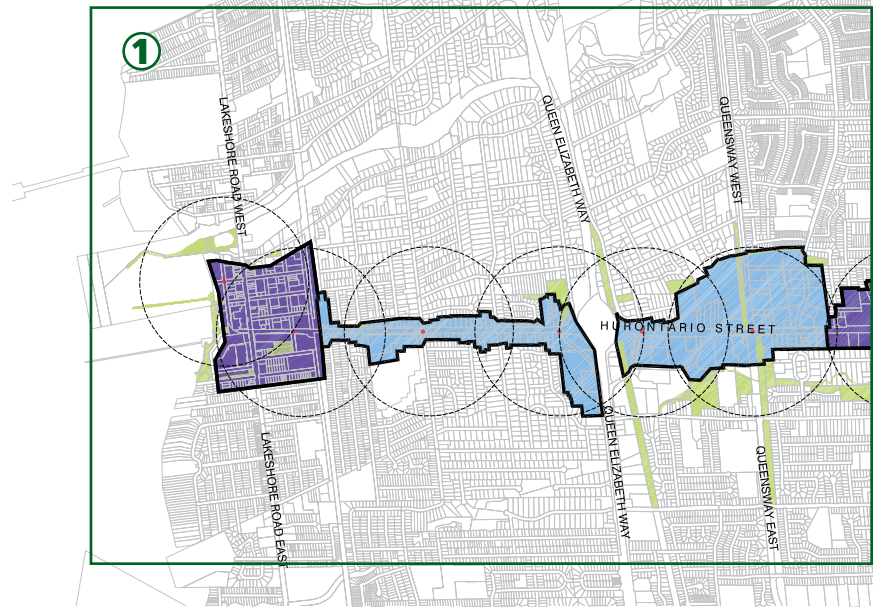 1
LAKESHORE ROAD WEST
QUEEN ELIZABETH WAY
QUEENSWAY WEST
HURONTARIO STREET
LAKESHORE ROAD EAST
QUEEN ELIZABETH WAY
QUEENSWAY EAST